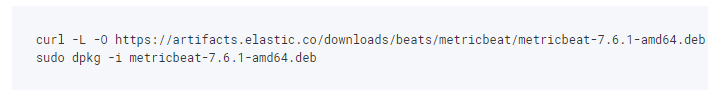 curl -L -O https://artifacts.elastic.co/downloads/beats/metricbeat/metricbeat-7.6.1-amd64.deb
sudo dpkg -i metricbeat-7.6.1-amd64.deb